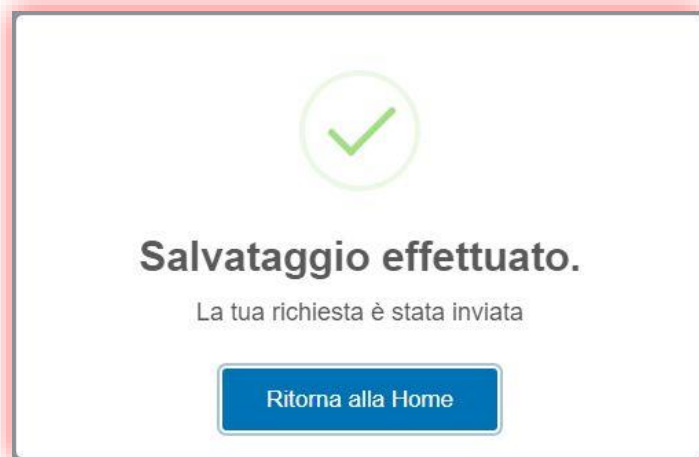 Salvataggio effettuato.
La tua richiesta è stata inviata
Ritorna alla Home